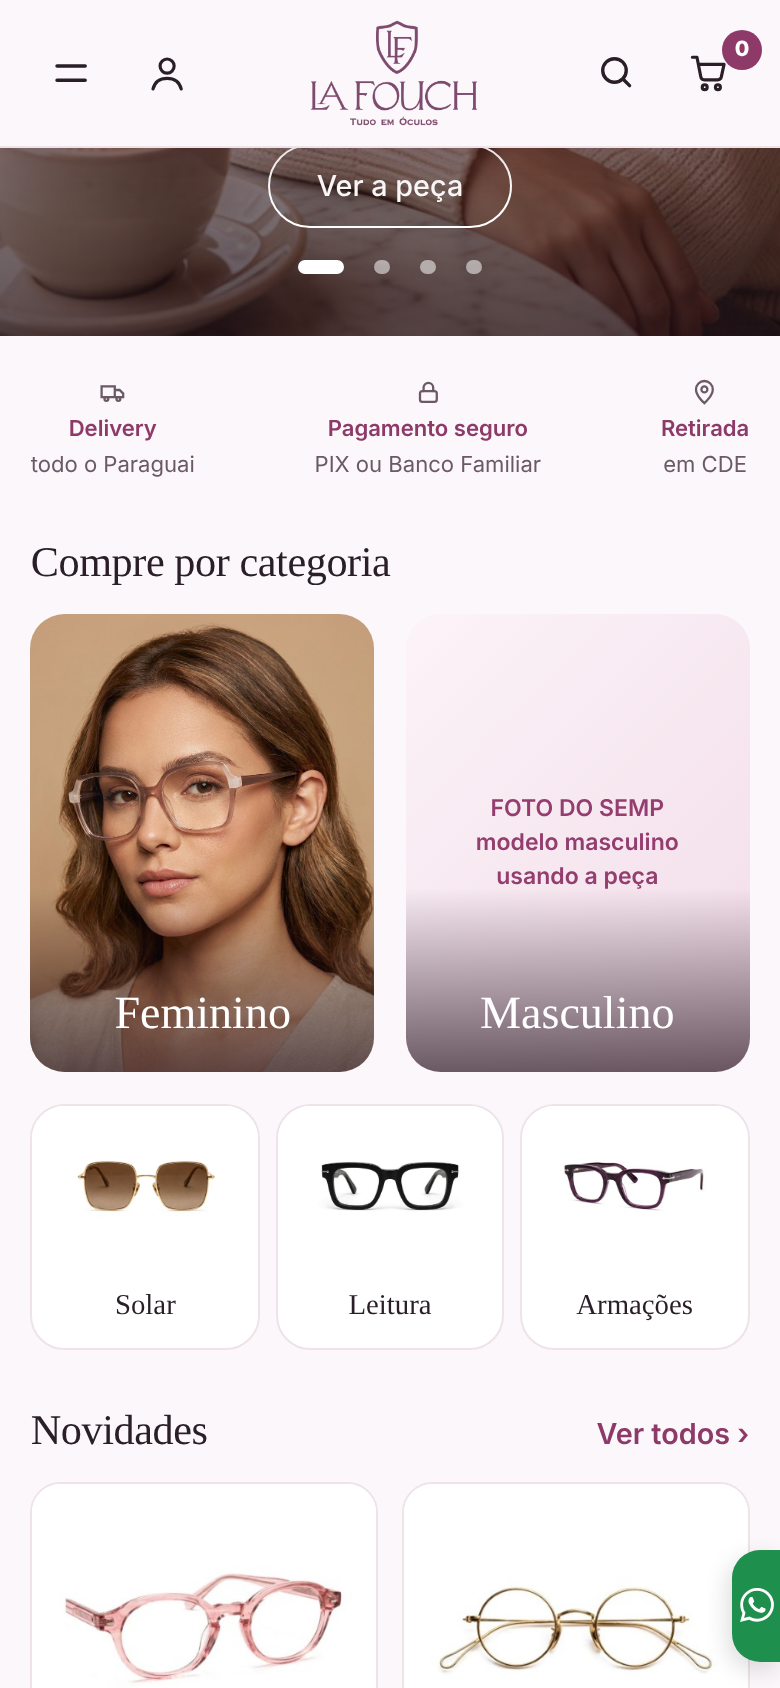 LF
LA FOUCH
TUDO EM ÓCULOS
0
Ver a peça
Delivery
todo o Paraguai
Pagamento seguro
PIX ou Banco Familiar
Retirada
em CDE
Compre por categoria
Feminino
FOTO DO SEMP
modelo masculino
usando a peça
Masculino
Solar
Leitura
Armações
Novidades
Ver todos ›